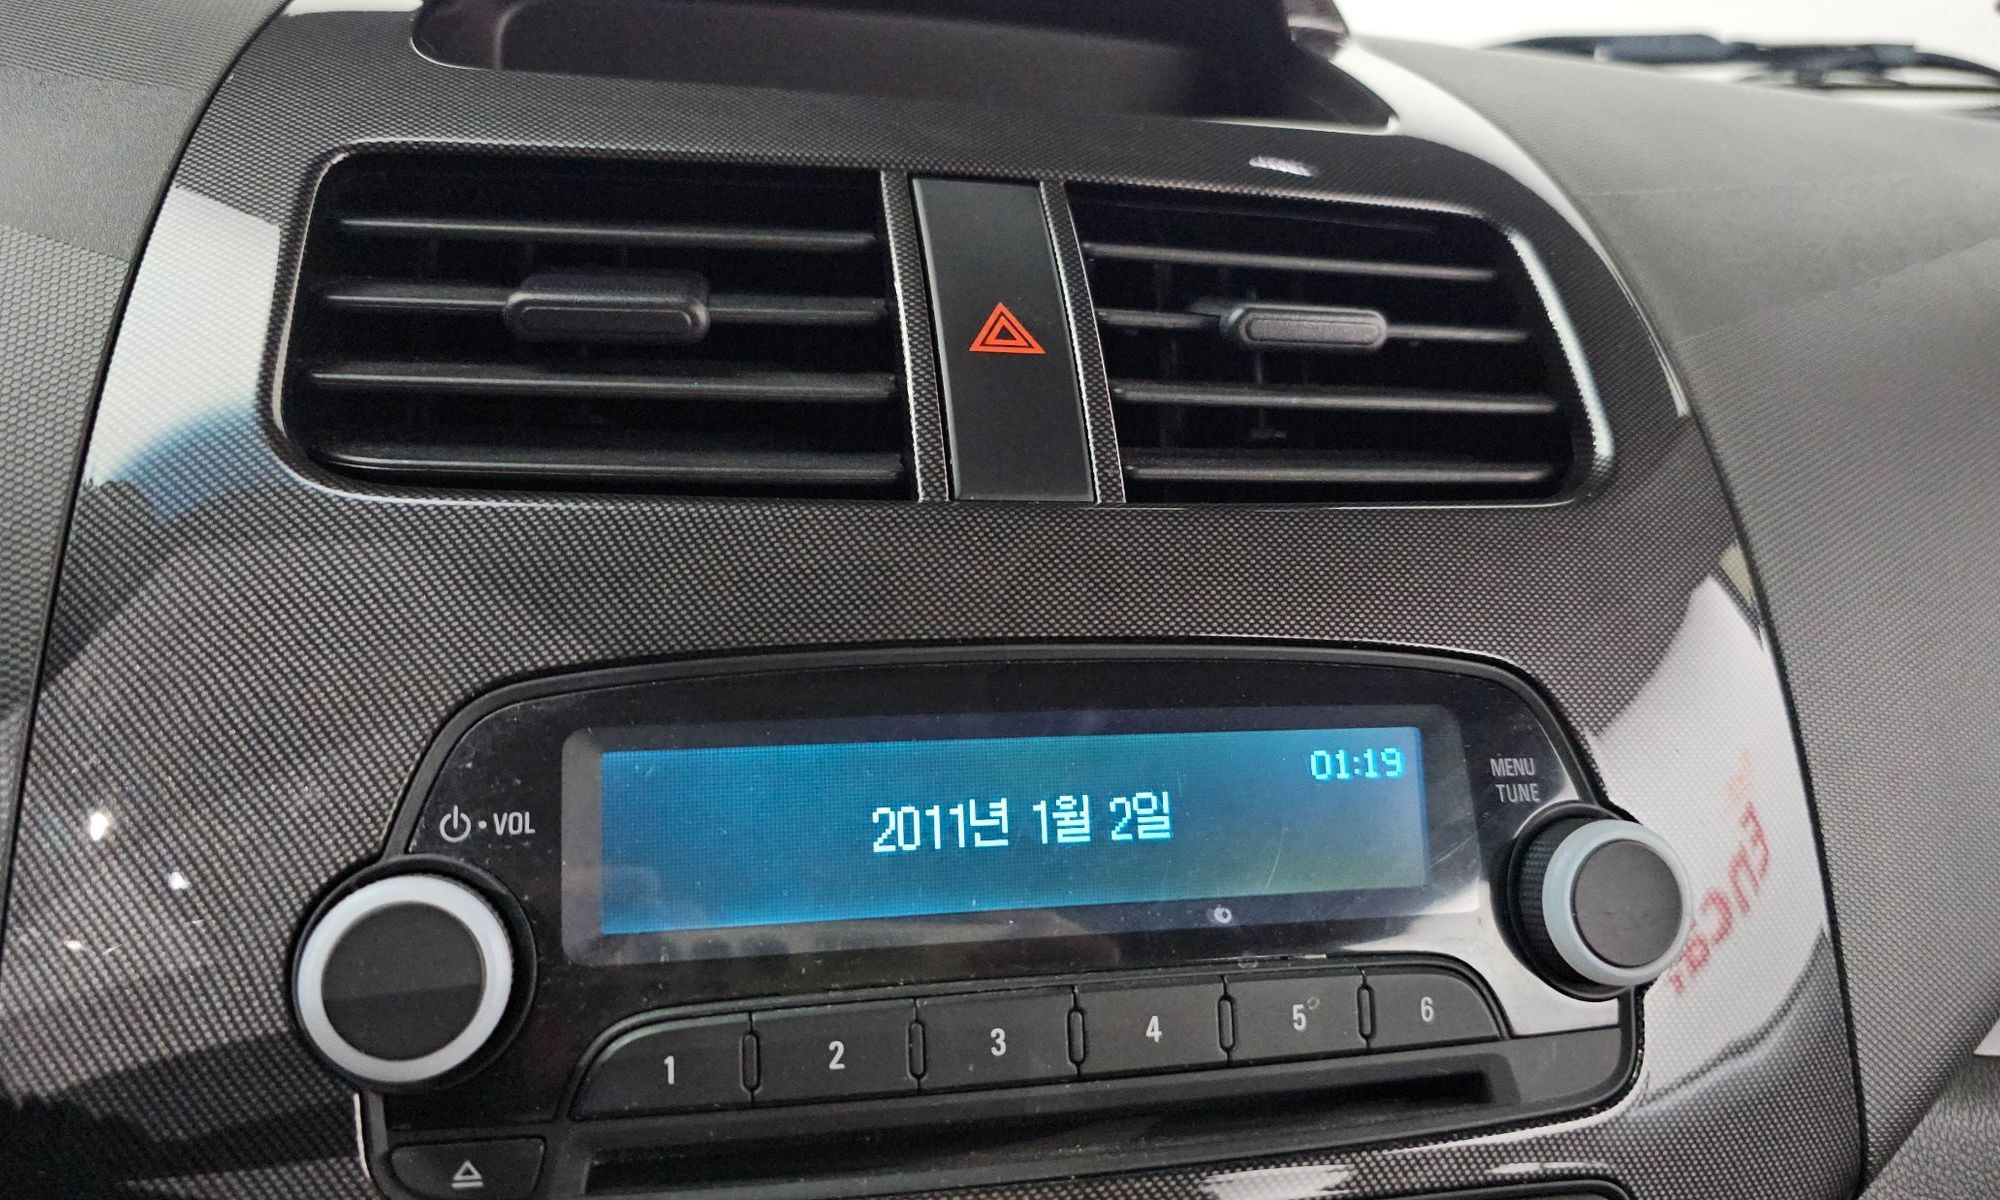 01:19
2011년 1월 2일
VOL
MENU
TUNE
1 2 3 4 5 6
Encar